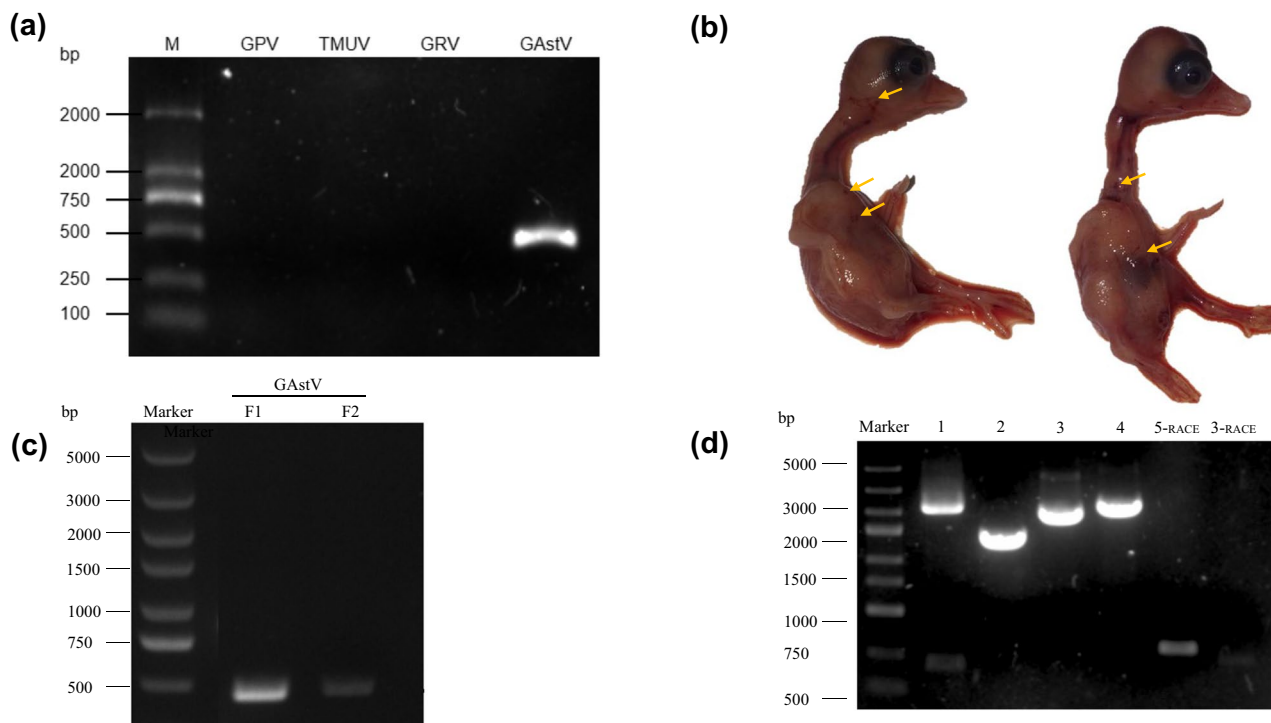 (a)
bp M GPV TMUV GRV GAstV
2000
2000
750
500
250
100
(b)
(c)
GAstV
bp Marker F1 F2
Marker
5000
3000
2000
1500
1000
750
500
(d)
bp Marker 1 2 3 4 5-RACE 3-RACE
5000
3000
2000
1500
1000
750
500